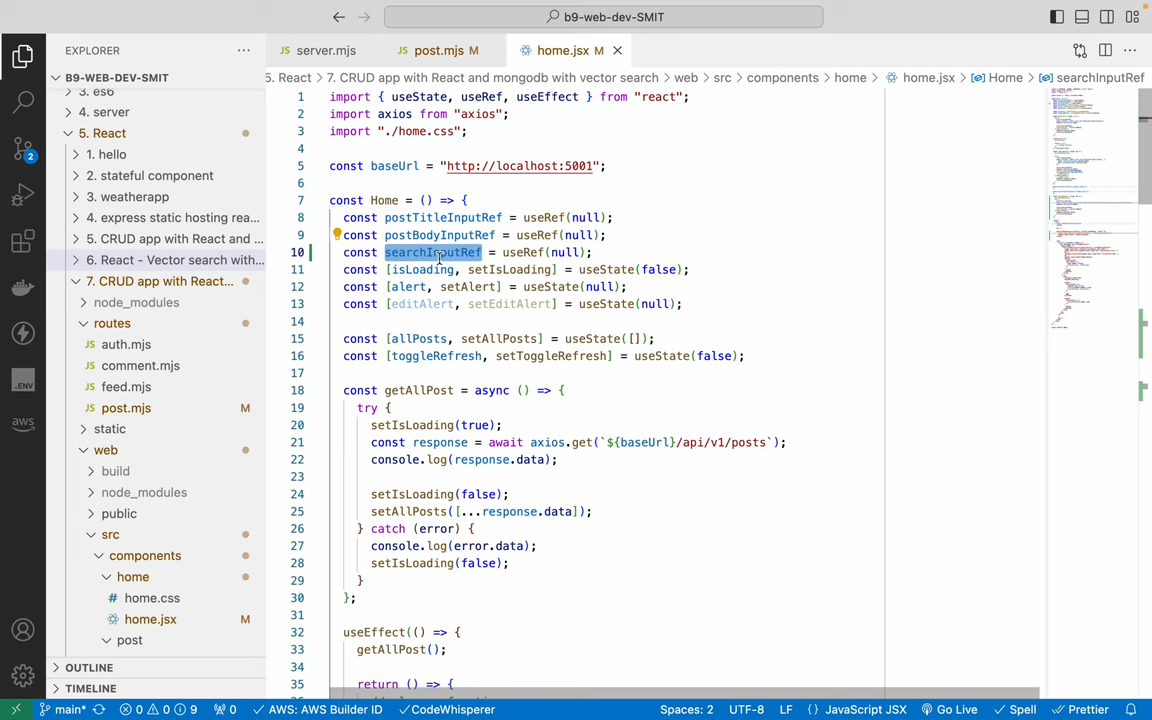 b9-web-dev-SMIT
EXPLORER
server.mjs
post.mjs M
home.jsx M
B9-WEB-DEV-SMIT
5. React > 7. CRUD app with React and mongodb with vector search > web > src > components > home > home.jsx > Home > searchInputRef
3. es6
4. server
5. React
1. hello
2. stateful component
3. weatherapp
4. express static hosting rea...
5. CRUD app with React and ...
6. React - Vector search with...
7. CRUD app with React...
node_modules
routes
auth.mjs
comment.mjs
feed.mjs
post.mjs M
static
web
build
node_modules
public
src
components
home
home.css
home.jsx M
post
OUTLINE
TIMELINE
1 import { useState, useRef, useEffect } from "react";
2 import axios from "axios";
3 import "./home.css";
4
5 const baseUrl = "http://localhost:5001";
6
7 const Home = () => {
8 const postTitleInputRef = useRef(null);
9 const postBodyInputRef = useRef(null);
10 const searchInputRef = useRef(null);
11 const [isLoading, setIsLoading] = useState(false);
12 const [alert, setAlert] = useState(null);
13 const [editAlert, setEditAlert] = useState(null);
14
15 const [allPosts, setAllPosts] = useState([]);
16 const [toggleRefresh, setToggleRefresh] = useState(false);
17
18 const getAllPost = async () => {
19 try {
20 setIsLoading(true);
21 const response = await axios.get(`${baseUrl}/api/v1/posts`);
22 console.log(response.data);
23
24 setIsLoading(false);
25 setAllPosts([...response.data]);
26 } catch (error) {
27 console.log(error.data);
28 setIsLoading(false);
29 }
30 };
31
32 useEffect(() => {
33 getAllPost();
34
35 return () => {
2
.ENV
aws
main* 0 0 9 0 AWS: AWS Builder ID CodeWhisperer Spaces: 2 UTF-8 LF {} JavaScript JSX Go Live Spell Prettier